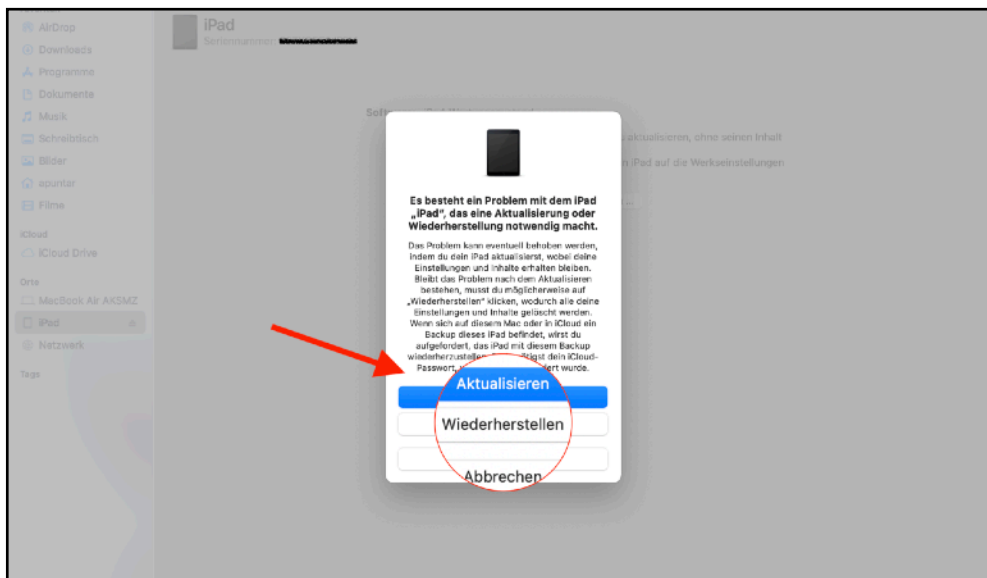 AirDrop
Downloads
Programme
Dokumente
Musik
Schreibtisch
Bilder
apuntar
Filme
iCloud
iCloud Drive
Orte
MacBook Air AKSMZ
iPad
Netzwerk
Tags
iPad
Seriennummer:
aktualisieren, ohne seinen Inhalt
iPad auf die Werkseinstellungen
Es besteht ein Problem mit dem iPad
„iPad“, das eine Aktualisierung oder
Wiederherstellung notwendig macht.
Das Problem kann eventuell behoben werden,
indem du dein iPad aktualisierst, wobei deine
Einstellungen und Inhalte erhalten bleiben.
Bleibt das Problem nach dem Aktualisieren
bestehen, musst du möglicherweise auf
„Wiederherstellen“ klicken, wodurch alle deine
Einstellungen und Inhalte gelöscht werden.
Wenn sich auf diesem Mac oder in iCloud ein
Backup dieses iPad befindet, wirst du
aufgefordert, das iPad mit diesem Backup
dein iCloud-
Passwort, wurde.
Aktualisieren
Wiederherstellen
Abbrechen